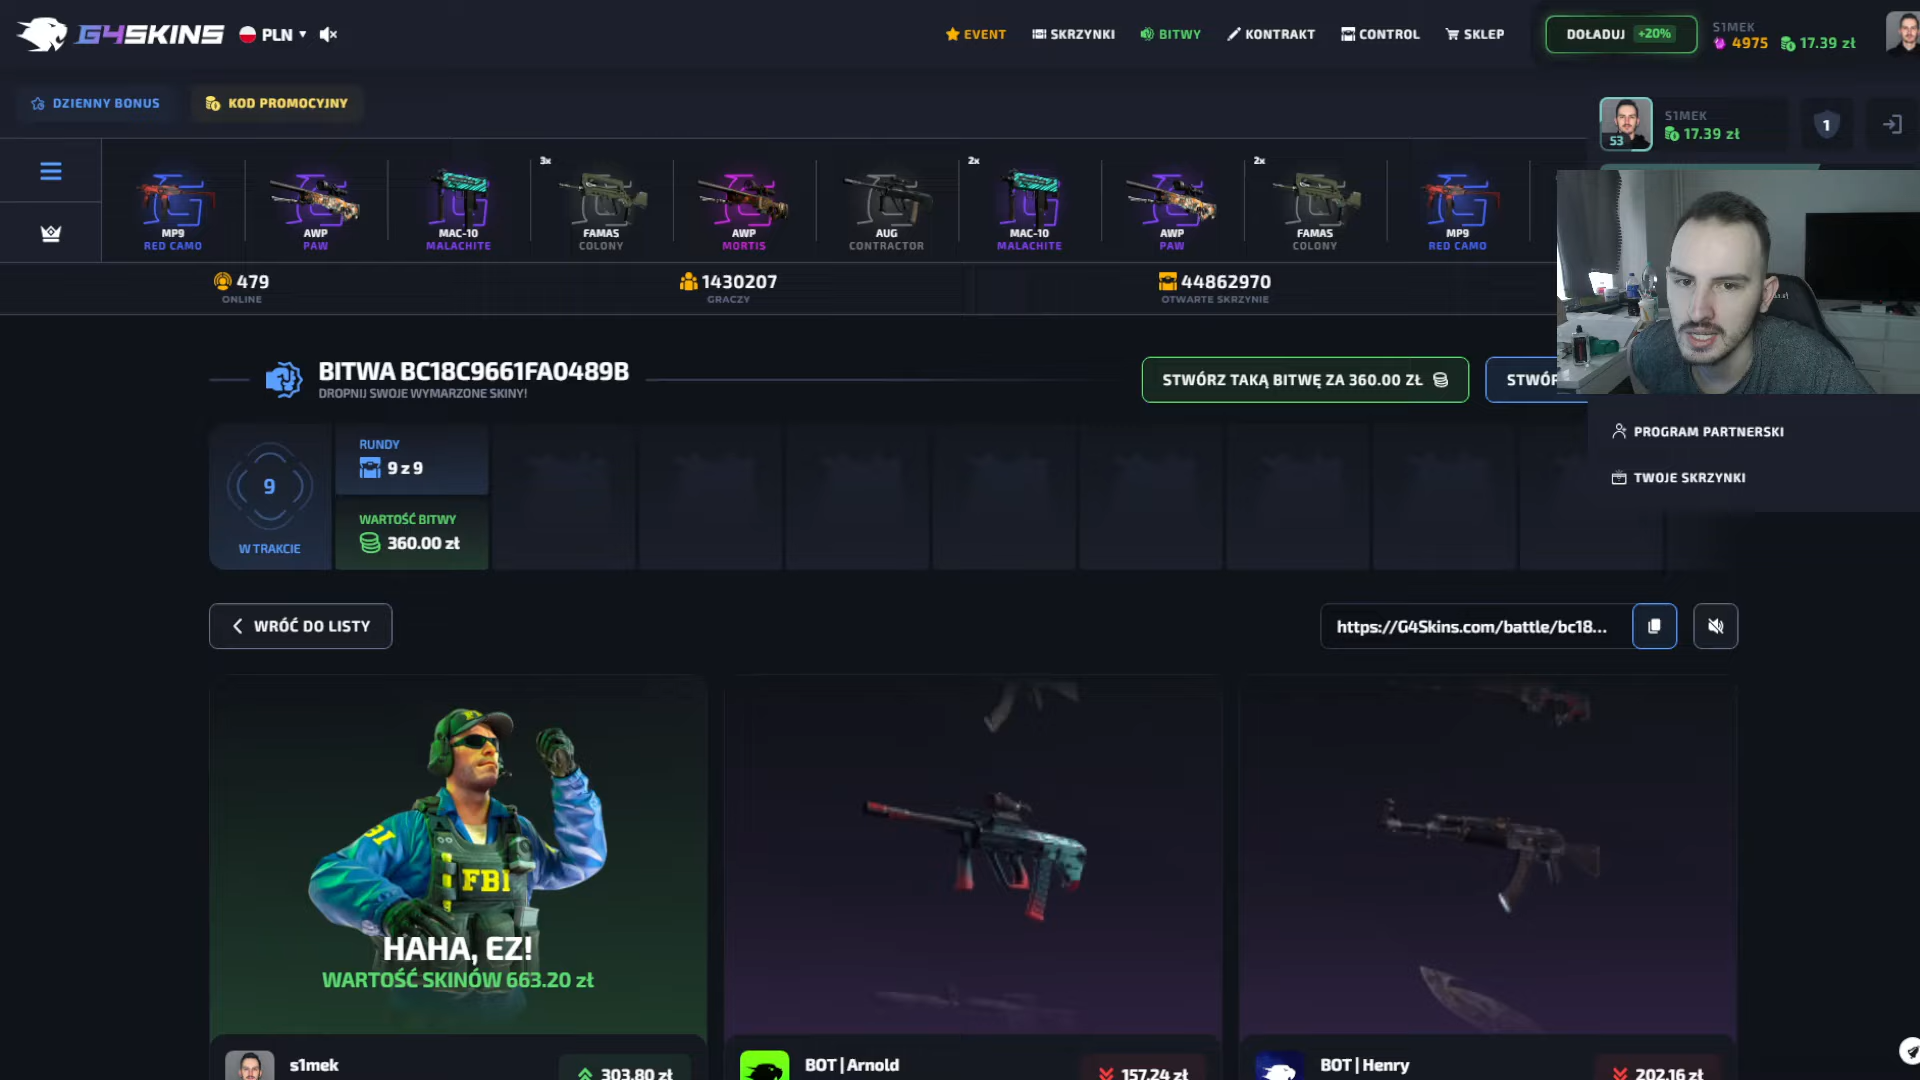 G4SKINS
PLN
EVENT
SKRZYNKI
BITWY
KONTRAKT
CONTROL
SKLEP
DOŁADUJ +20%
S1MEK
4975 17.39 zł
DZIENNY BONUS
KOD PROMOCYJNY
S1MEK
17.39 zł
53
1
MP9
RED CAMO
AWP
PAW
MAC-10
MALACHITE
3x
FAMAS
COLONY
AWP
MORTIS
AUG
CONTRACTOR
2x
MAC-10
MALACHITE
AWP
PAW
2x
FAMAS
COLONY
MP9
RED CAMO
479
ONLINE
1430207
GRACZY
44862970
OTWARTE SKRZYNIE
BITWA BC18C9661FA0489B
DROPNIJ SWOJE WYMARZONE SKINY!
STWÓRZ TAKĄ BITWĘ ZA 360.00 ZŁ
PROGRAM PARTNERSKI
TWOJE SKRZYNKI
9
W TRAKCIE
RUNDY
9 z 9
WARTOŚĆ BITWY
360.00 zł
WRÓĆ DO LISTY
https://G4Skins.com/battle/bc18...
FBI
FBI
HAHA, EZ!
WARTOŚĆ SKINÓW 663.20 zł
s1mek
303.80 zł
BOT | Arnold
157.24 zł
BOT | Henry
202.16 zł